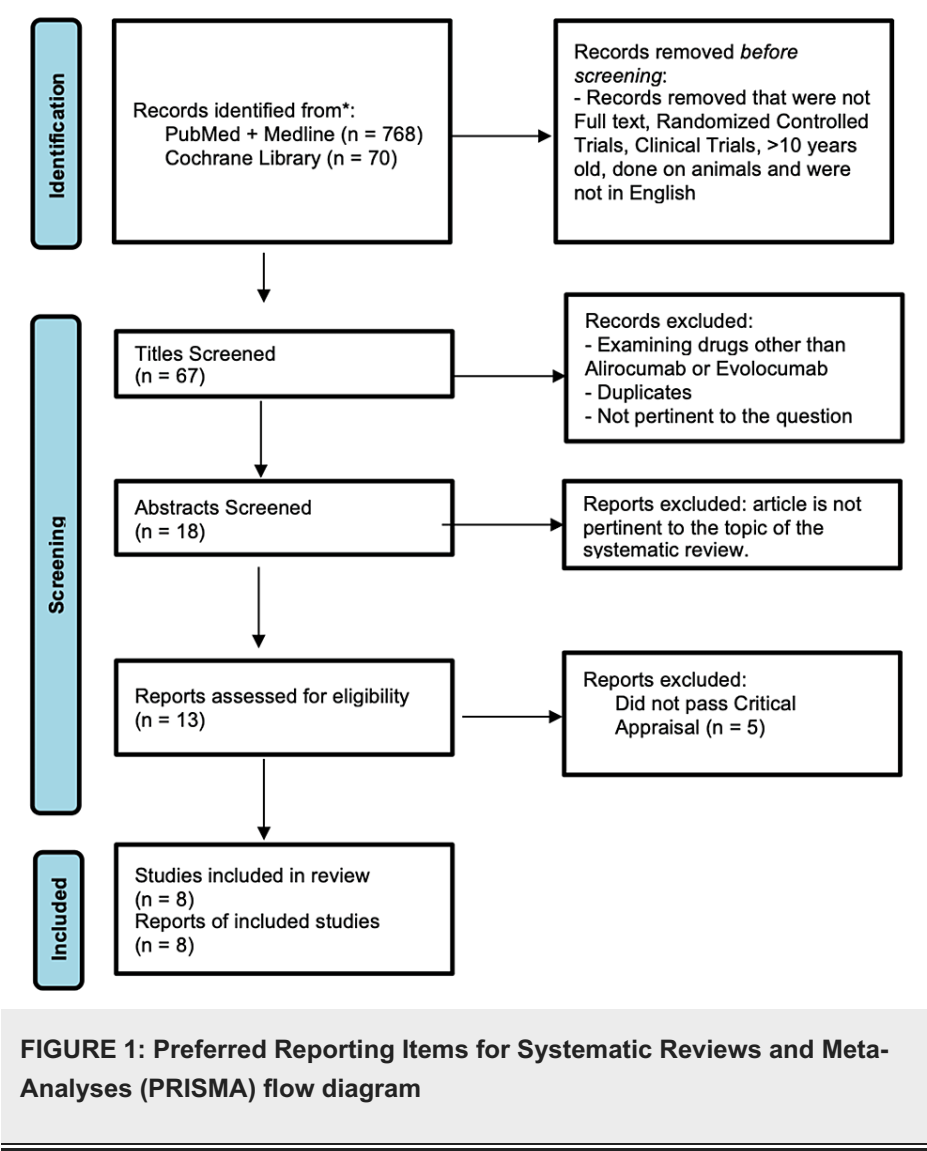 Identification
Records identified from*:
PubMed + Medline (n = 768)
Cochrane Library (n = 70)
Records removed before
screening:
- Records removed that were not
Full text, Randomized Controlled
Trials, Clinical Trials, >10 years
old, done on animals and were
not in English
Screening
Titles Screened
(n = 67)
Records excluded:
- Examining drugs other than
Alirocumab or Evolocumab
- Duplicates
- Not pertinent to the question
Abstracts Screened
(n = 18)
Reports excluded: article is not
pertinent to the topic of the
systematic review.
Reports assessed for eligibility
(n = 13)
Reports excluded:
Did not pass Critical
Appraisal (n = 5)
Included
Studies included in review
(n = 8)
Reports of included studies
(n = 8)
FIGURE 1: Preferred Reporting Items for Systematic Reviews and Meta-
Analyses (PRISMA) flow diagram